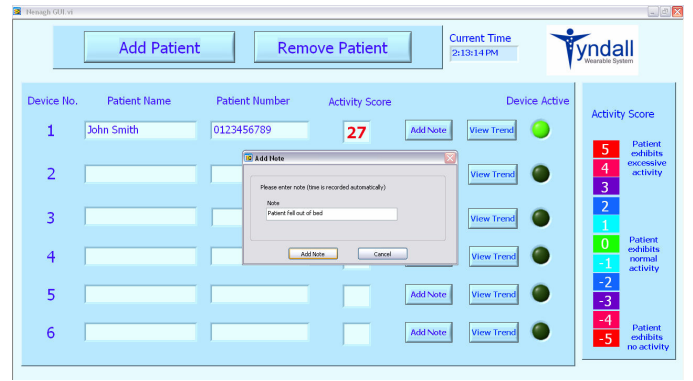 Nenagh GUI.vi
Add Patient
Remove Patient
Current Time
2:13:14 PM
Tyndall
Wearable System
Device No.
Patient Name
Patient Number
Activity Score
Device Active
1
John Smith
0123456789
27
Add Note
View Trend
2
View Trend
3
View Trend
4
View Trend
5
Add Note
View Trend
6
Add Note
View Trend
Add Note
Please enter note (time is recorded automatically)
Note
Patient fell out of bed
Add Note
Cancel
Activity Score
5
4
3
2
1
0
-1
-2
-3
-4
-5
Patient
exhibits
excessive
activity
Patient
exhibits
normal
activity
Patient
exhibits
no activity